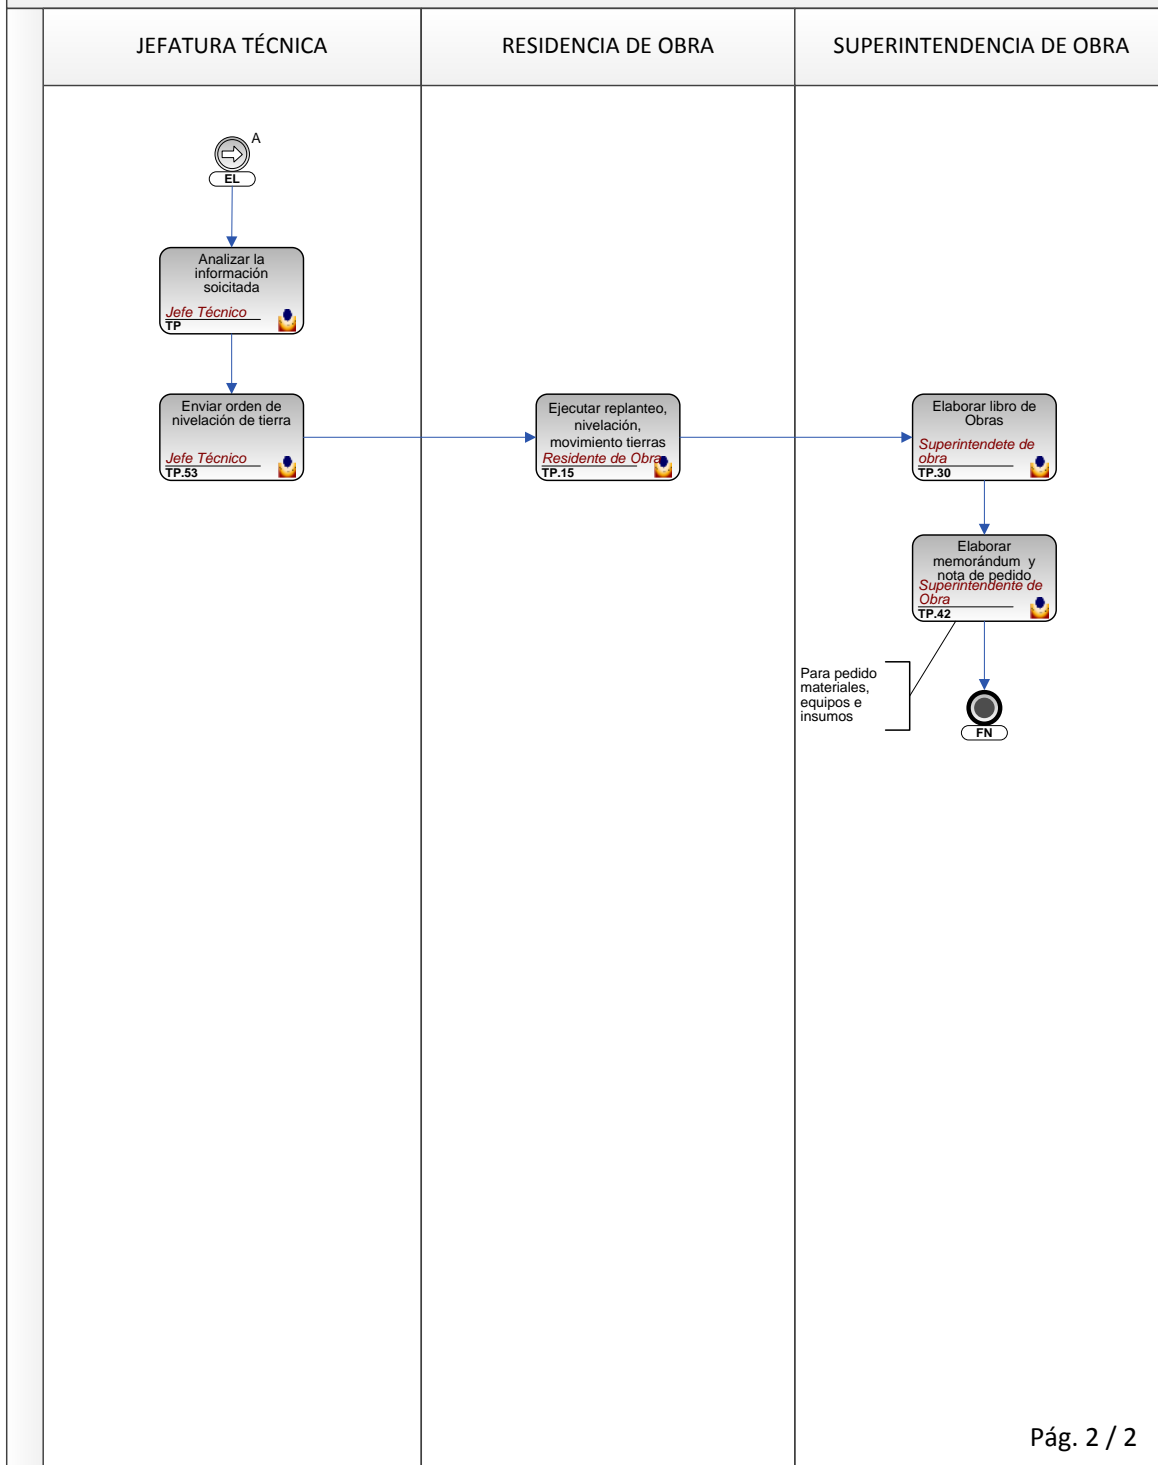 JEFATURA TÉCNICA
RESIDENCIA DE OBRA
SUPERINTENDENCIA DE OBRA
A
EL
Analizar la
información
soicitada
Jefe Técnico
TP
Enviar orden de
nivelación de tierra
Jefe Técnico
TP.53
Ejecutar replanteo,
nivelación,
movimiento tierras
Residente de Obra
TP.15
Elaborar libro de
Obras
Superintendete de
obra
TP.30
Elaborar
memorándum y
nota de pedido
Superintendente de
Obra
TP.42
Para pedido
materiales,
equipos e
insumos
FN
Pág. 2 / 2